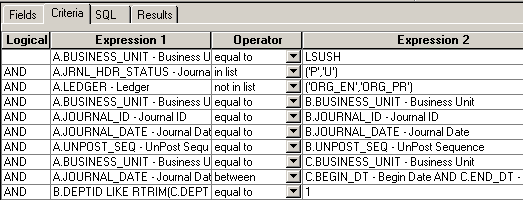 Fields Criteria SQL Results
Logical Expression 1 Operator Expression 2
A.BUSINESS_UNIT - Business U equal to LSUSH
AND A.JRNL_HDR_STATUS - Journa in list ('P','U')
AND A.LEDGER - Ledger not in list ('ORG_EN','ORG_PR')
AND A.BUSINESS_UNIT - Business U equal to B.BUSINESS_UNIT - Business Unit
AND A.JOURNAL_ID - Journal ID equal to B.JOURNAL_ID - Journal ID
AND A.JOURNAL_DATE - Journal Dat equal to B.JOURNAL_DATE - Journal Date
AND A.UNPOST_SEQ - UnPost Sequ equal to B.UNPOST_SEQ - UnPost Sequence
AND A.BUSINESS_UNIT - Business U equal to C.BUSINESS_UNIT - Business Unit
AND A.JOURNAL_DATE - Journal Dat between C.BEGIN_DT - Begin Date AND C.END_DT -
AND B.DEPTID LIKE RTRIM(C.DEPT equal to 1